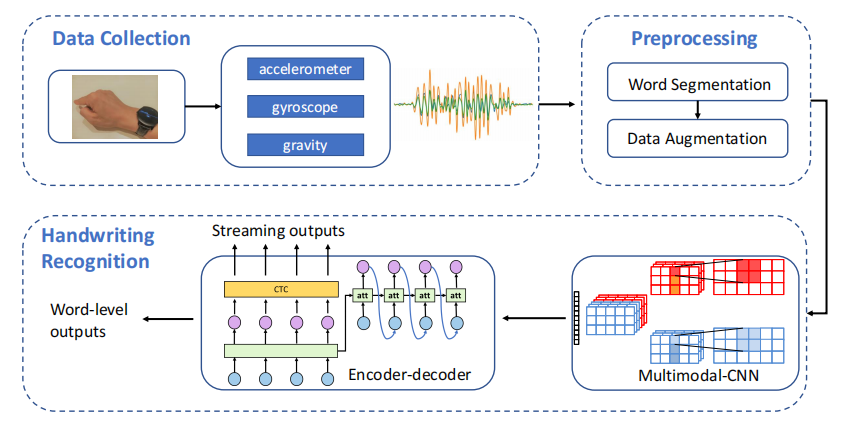 Data Collection
accelerometer
gyroscope
gravity
Preprocessing
Word Segmentation
Data Augmentation
Handwriting
Recognition
Streaming outputs
CTC
att att att att
Word-level
outputs
Encoder-decoder
Multimodal-CNN